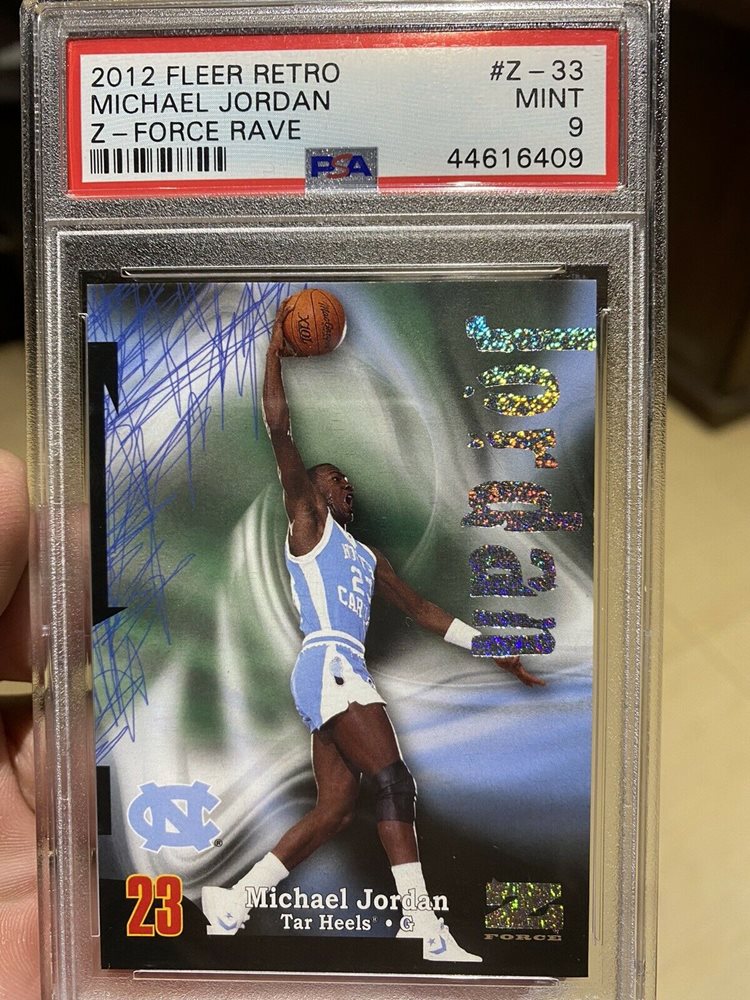 2012 FLEER RETRO #Z-33
MICHAEL JORDAN MINT
Z-FORCE RAVE 9
PSA 44616409
jordan
NC
®
23
Michael Jordan
Tar Heels® • G
Z
FORCE